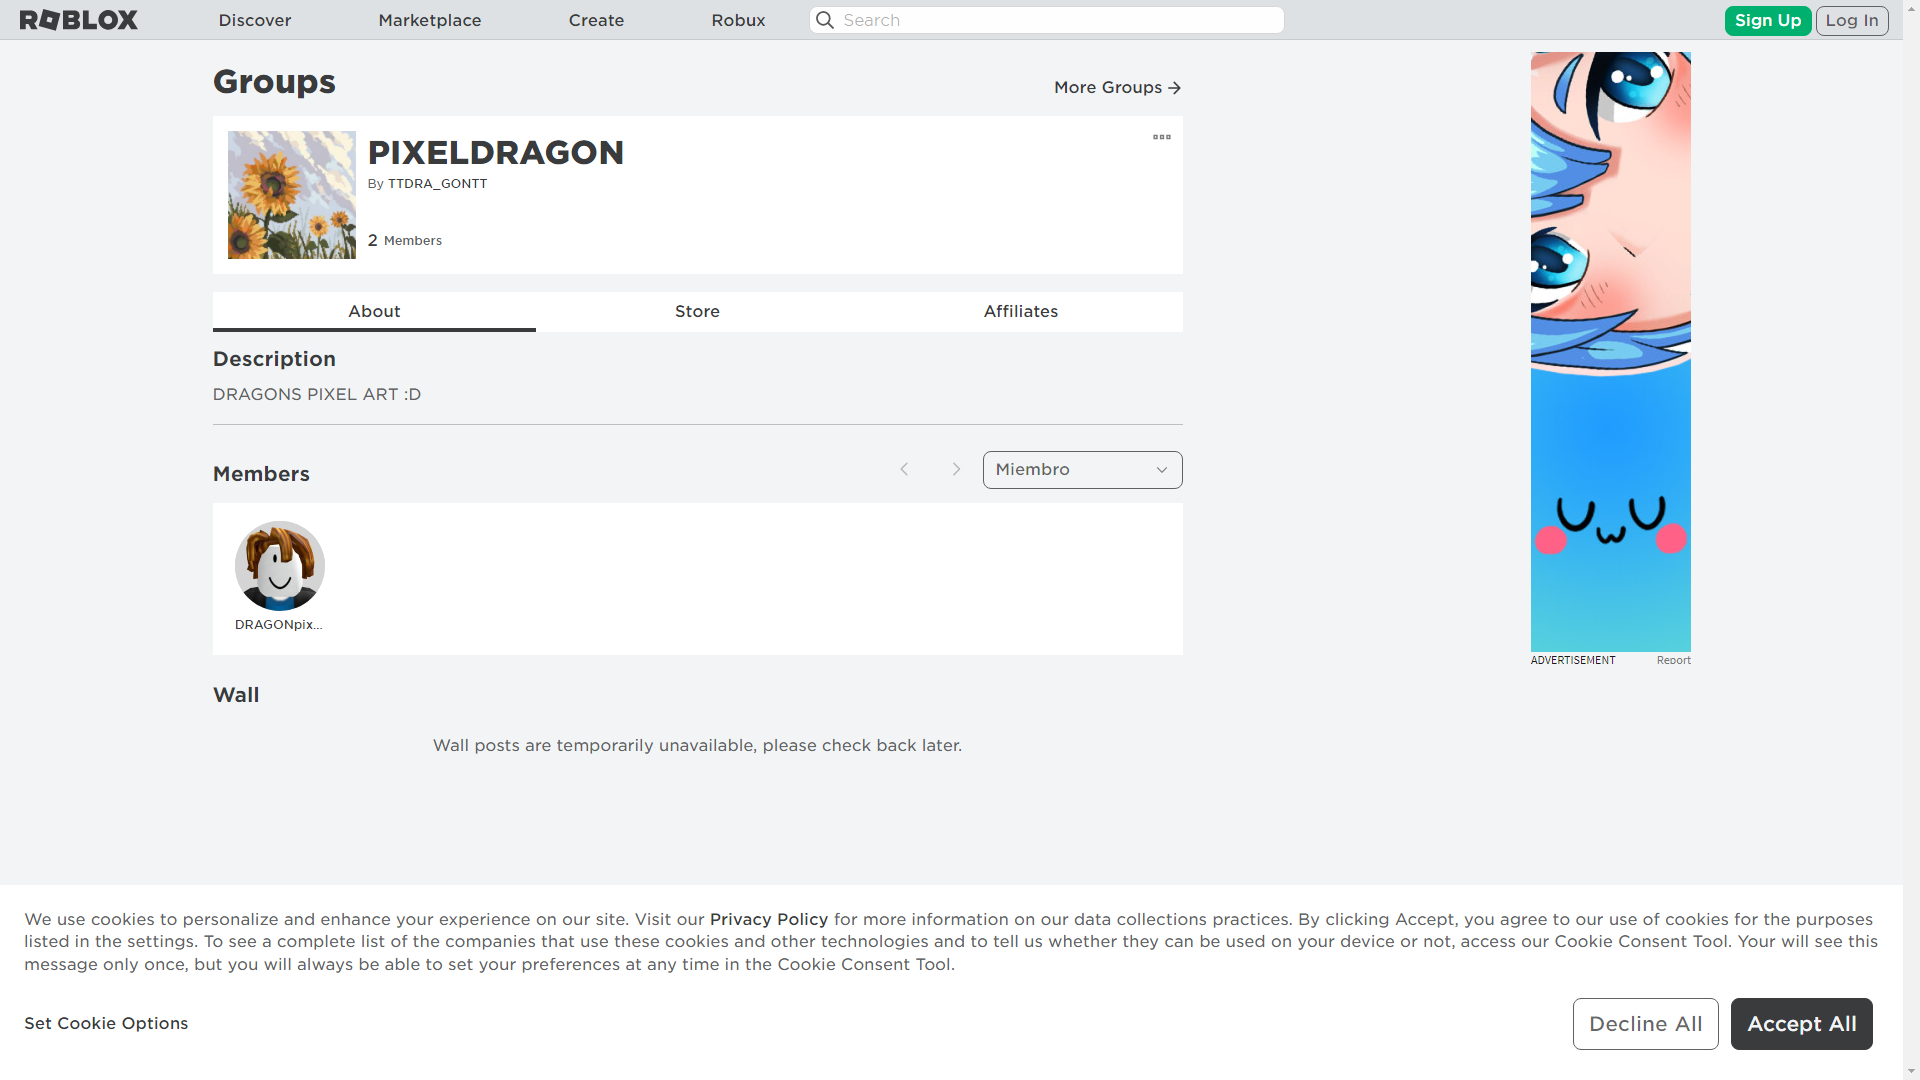 ROBLOX
Discover
Marketplace
Create
Robux
Search
Sign Up
Log In
Groups
More Groups
PIXELDRAGON
By TTDRA_GONTT
2 Members
About
Store
Affiliates
Description
DRAGONS PIXEL ART :D
Members
Miembro
DRAGONpix...
ADVERTISEMENT
Report
Wall
Wall posts are temporarily unavailable, please check back later.
We use cookies to personalize and enhance your experience on our site. Visit our Privacy Policy for more information on our data collections practices. By clicking Accept, you agree to our use of cookies for the purposes
listed in the settings. To see a complete list of the companies that use these cookies and other technologies and to tell us whether they can be used on your device or not, access our Cookie Consent Tool. Your will see this
message only once, but you will always be able to set your preferences at any time in the Cookie Consent Tool.
Set Cookie Options
Decline All
Accept All